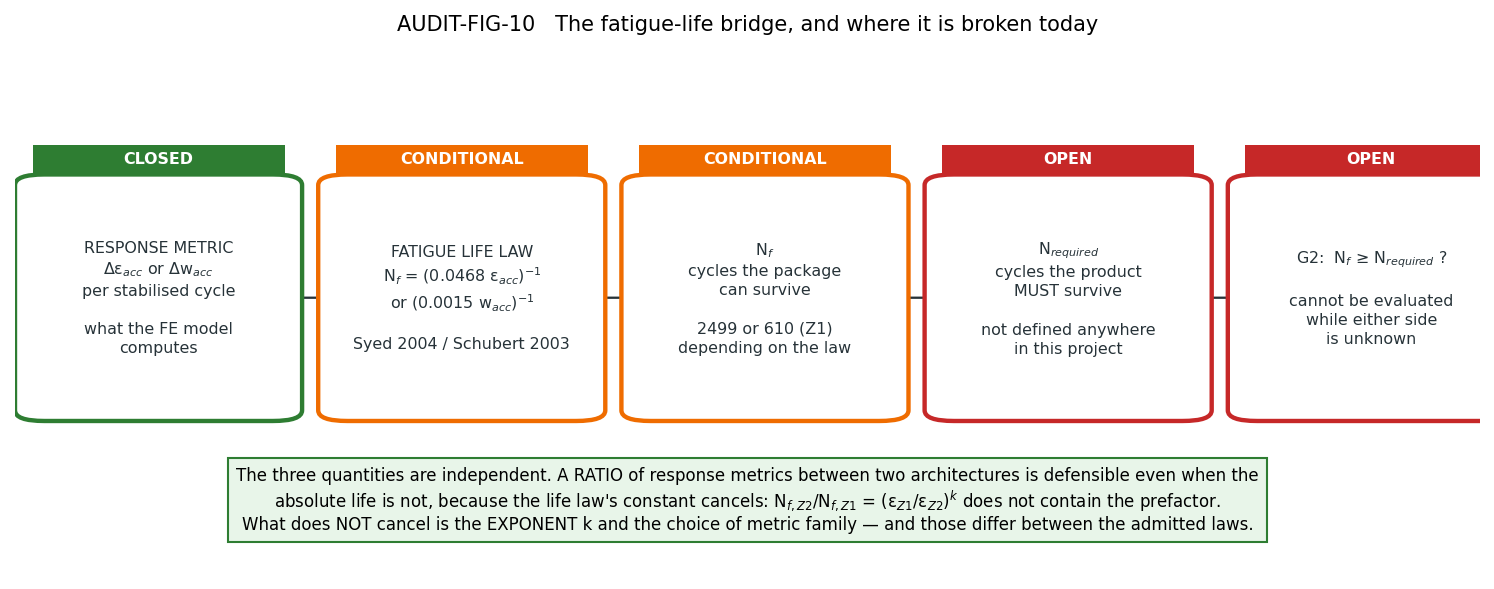 AUDIT-FIG-10   The fatigue-life bridge, and where it is broken today
CLOSED
RESPONSE METRIC
Δε_acc or Δw_acc
per stabilised cycle
what the FE model
computes
CONDITIONAL
FATIGUE LIFE LAW
N_f = (0.0468 ε_acc)^−1
or (0.0015 w_acc)^−1
Syed 2004 / Schubert 2003
CONDITIONAL
N_f
cycles the package
can survive
2499 or 610 (Z1)
depending on the law
OPEN
N_required
cycles the product
MUST survive
not defined anywhere
in this project
OPEN
G2:  N_f ≥ N_required ?
cannot be evaluated
while either side
is unknown
The three quantities are independent. A RATIO of response metrics between two architectures is defensible even when the
absolute life is not, because the life law's constant cancels: N_f,Z2/N_f,Z1 = (ε_Z1/ε_Z2)^k does not contain the prefactor.
What does NOT cancel is the EXPONENT k and the choice of metric family — and those differ between the admitted laws.